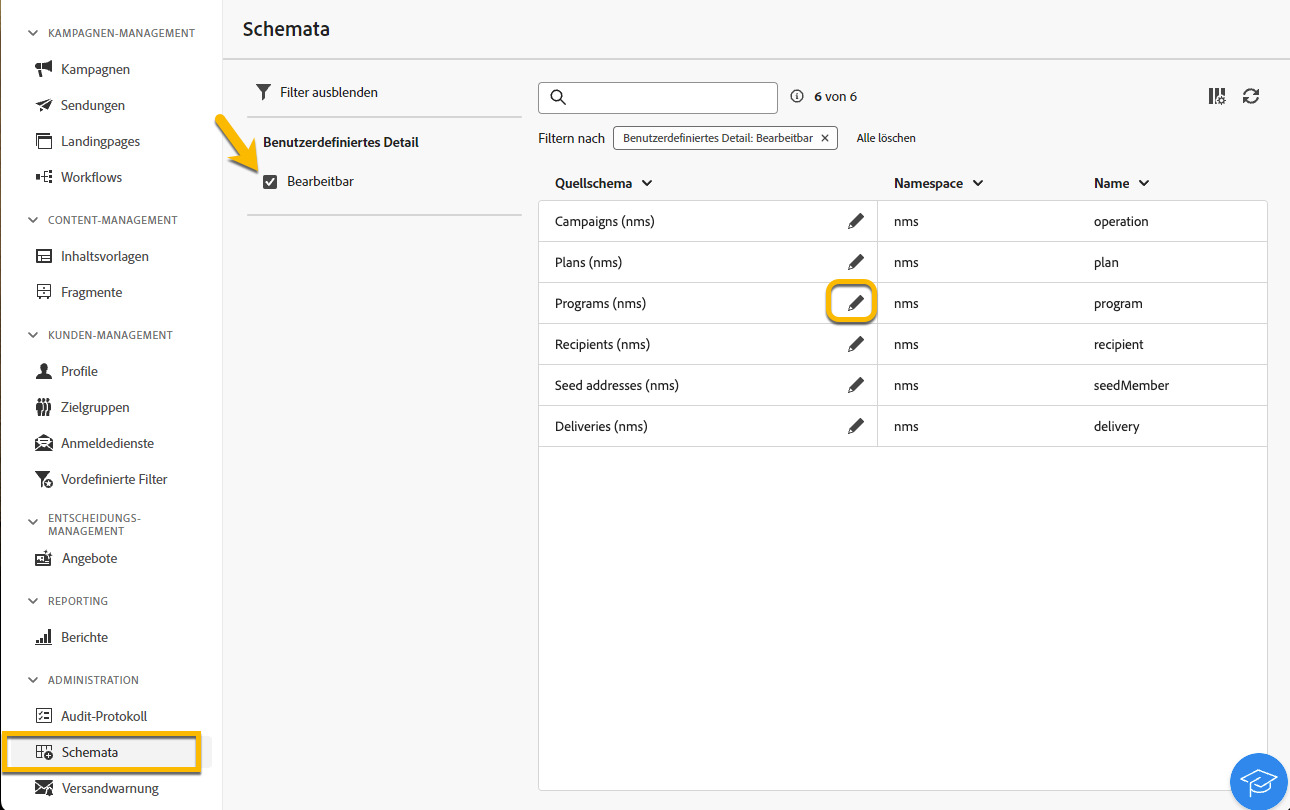 KAMPAGNEN-MANAGEMENT
Kampagnen
Sendungen
Landingpages
Workflows
CONTENT-MANAGEMENT
Inhaltsvorlagen
Fragmente
KUNDEN-MANAGEMENT
Profile
Zielgruppen
Anmeldedienste
Vordefinierte Filter
ENTSCHEIDUNGS-
MANAGEMENT
Angebote
REPORTING
Berichte
ADMINISTRATION
Audit-Protokoll
Schemata
Versandwarnung
Schemata
Filter ausblenden
Benutzerdefiniertes Detail
Bearbeitbar
6 von 6
Filtern nach Benutzerdefiniertes Detail: Bearbeitbar Alle löschen
Quellschema Namespace Name
Campaigns (nms) nms operation
Plans (nms) nms plan
Programs (nms) nms program
Recipients (nms) nms recipient
Seed addresses (nms) nms seedMember
Deliveries (nms) nms delivery